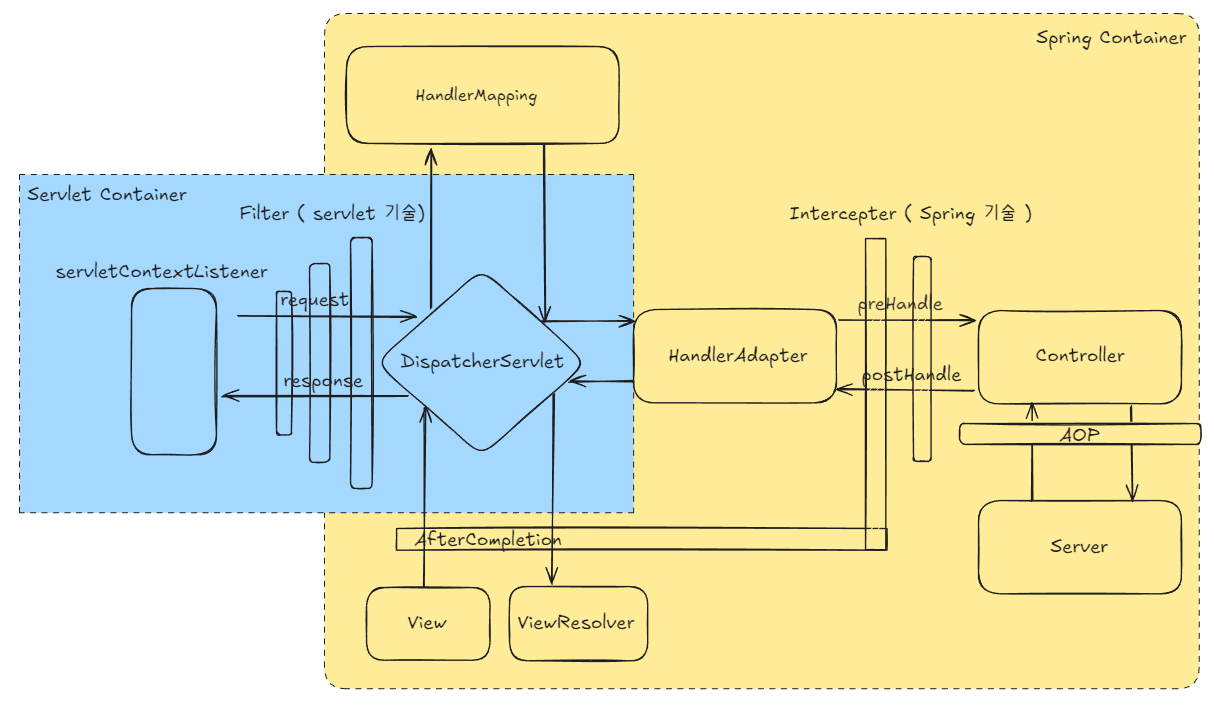 Spring Container
HandlerMapping
Servlet Container
Filter ( servlet 기술)
Intercepter ( Spring 기술 )
servletContextListener
request
preHandle
DispatcherServlet
HandlerAdapter
Controller
response
postHandle
AOP
AfterCompletion
Server
View
ViewResolver